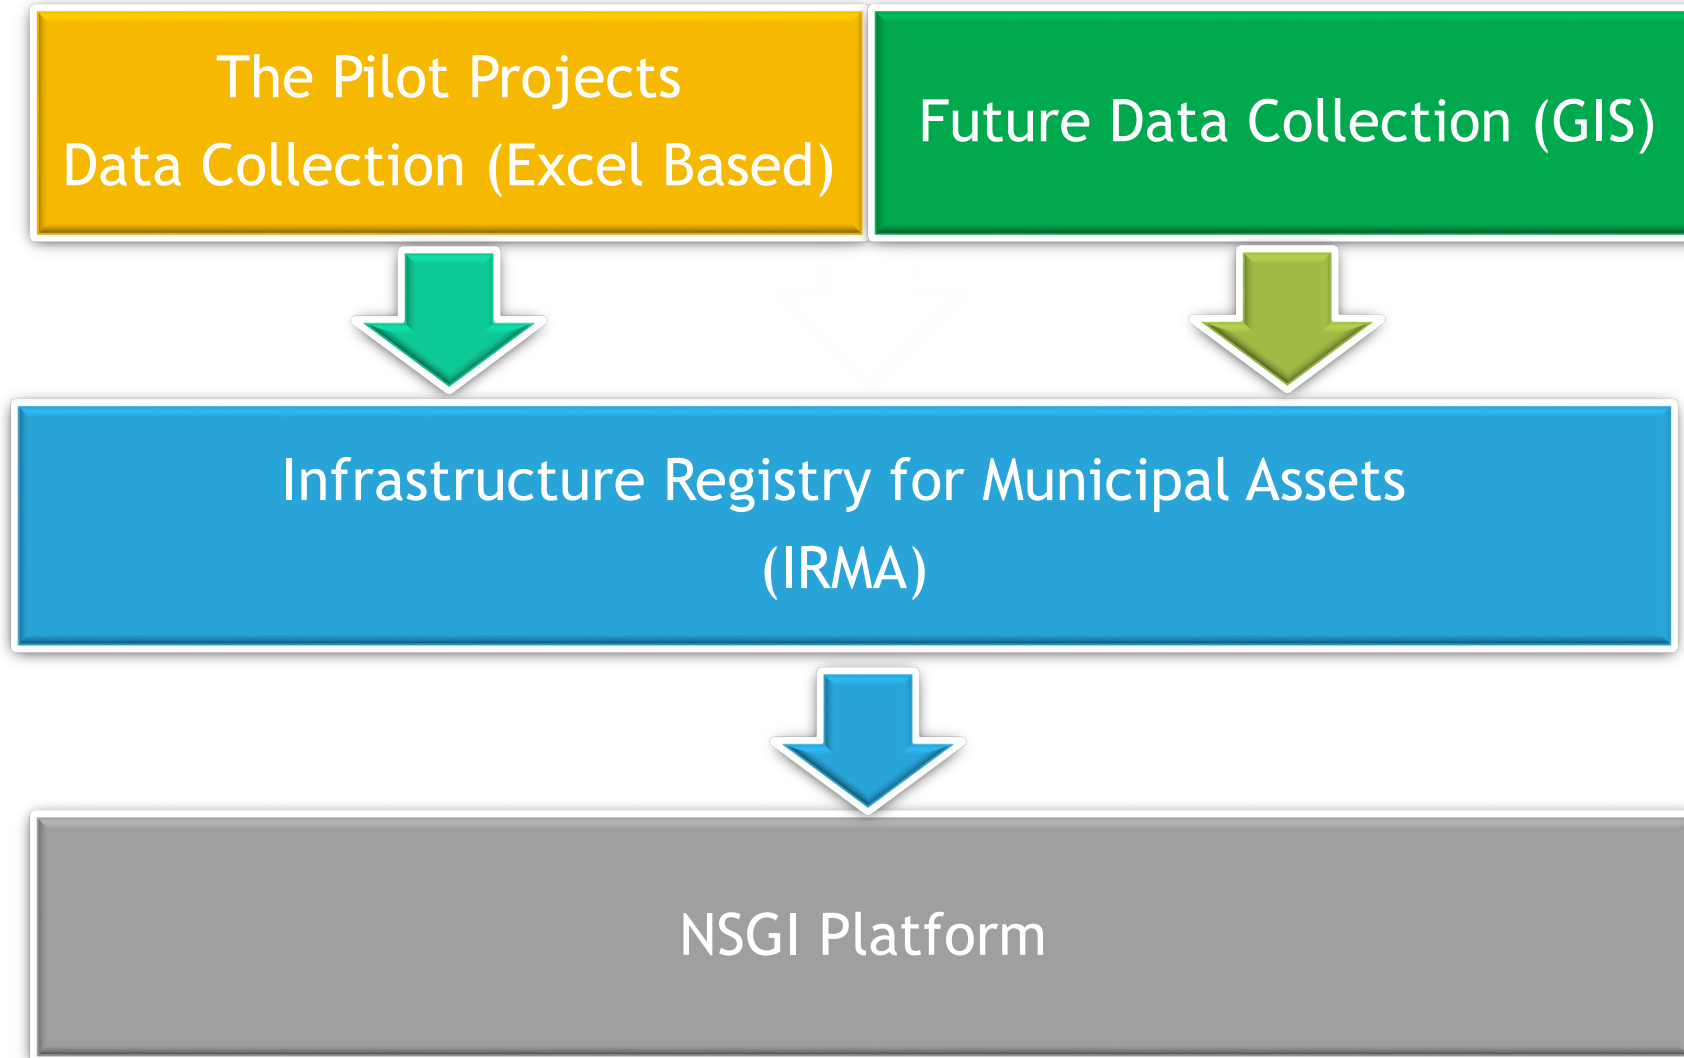 The Pilot Projects
Data Collection (Excel Based)
Future Data Collection (GIS)
Infrastructure Registry for Municipal Assets
(IRMA)
NSGI Platform